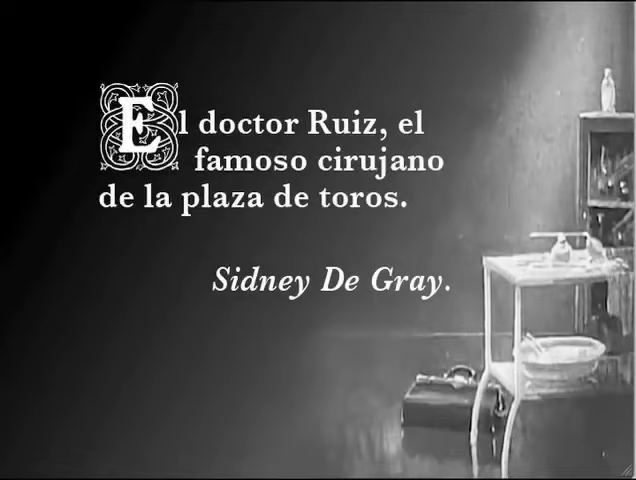 El doctor Ruiz, el
famoso cirujano
de la plaza de toros.
Sidney De Gray.